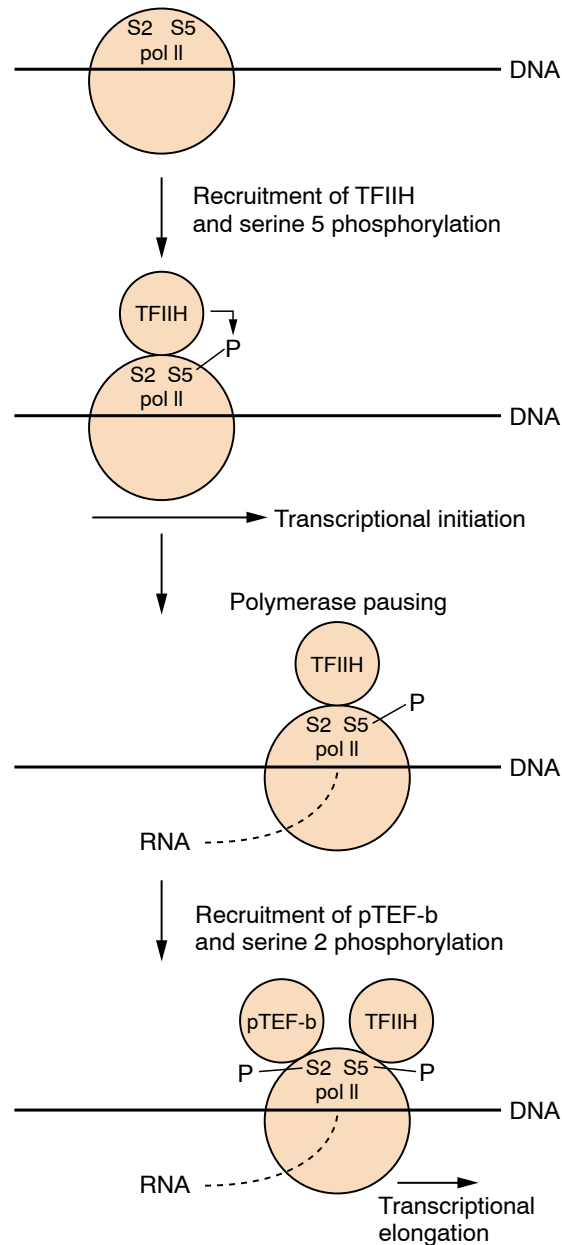 S2 S5
pol II
DNA
Recruitment of TFIIH
and serine 5 phosphorylation
TFIIH
P
S2 S5
pol II
DNA
Transcriptional initiation
Polymerase pausing
TFIIH
P
S2 S5
pol II
DNA
RNA
Recruitment of pTEF-b
and serine 2 phosphorylation
pTEF-b TFIIH
P S2 S5 P
pol II
DNA
RNA
Transcriptional
elongation